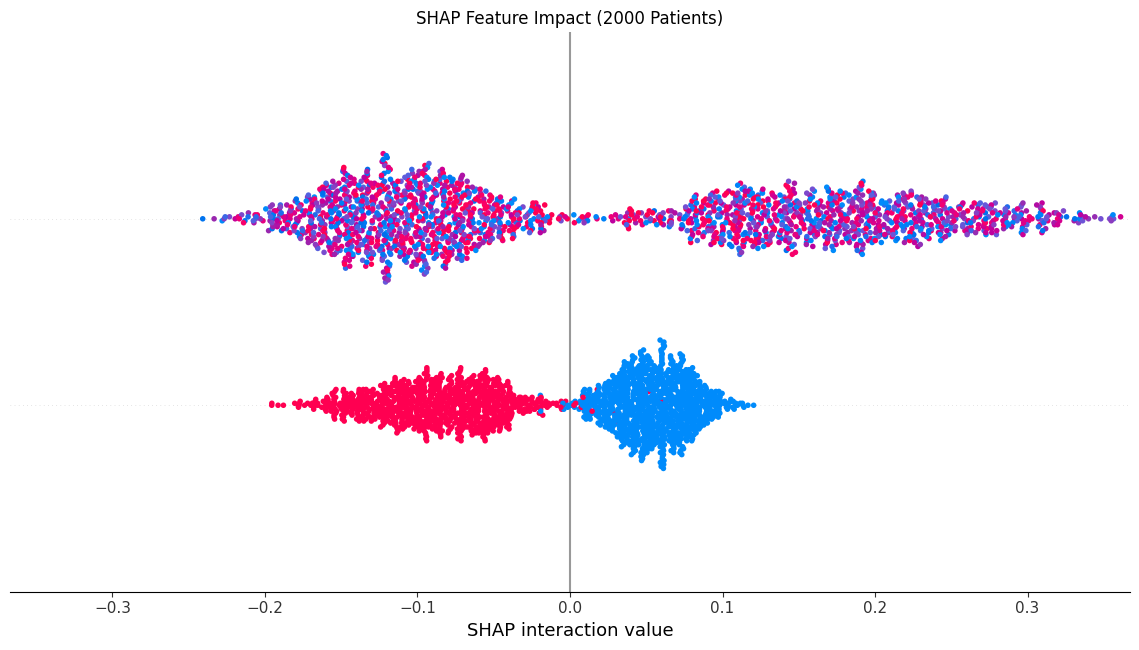 SHAP Feature Impact (2000 Patients)
−0.3 −0.2 −0.1 0.0 0.1 0.2 0.3
SHAP interaction value